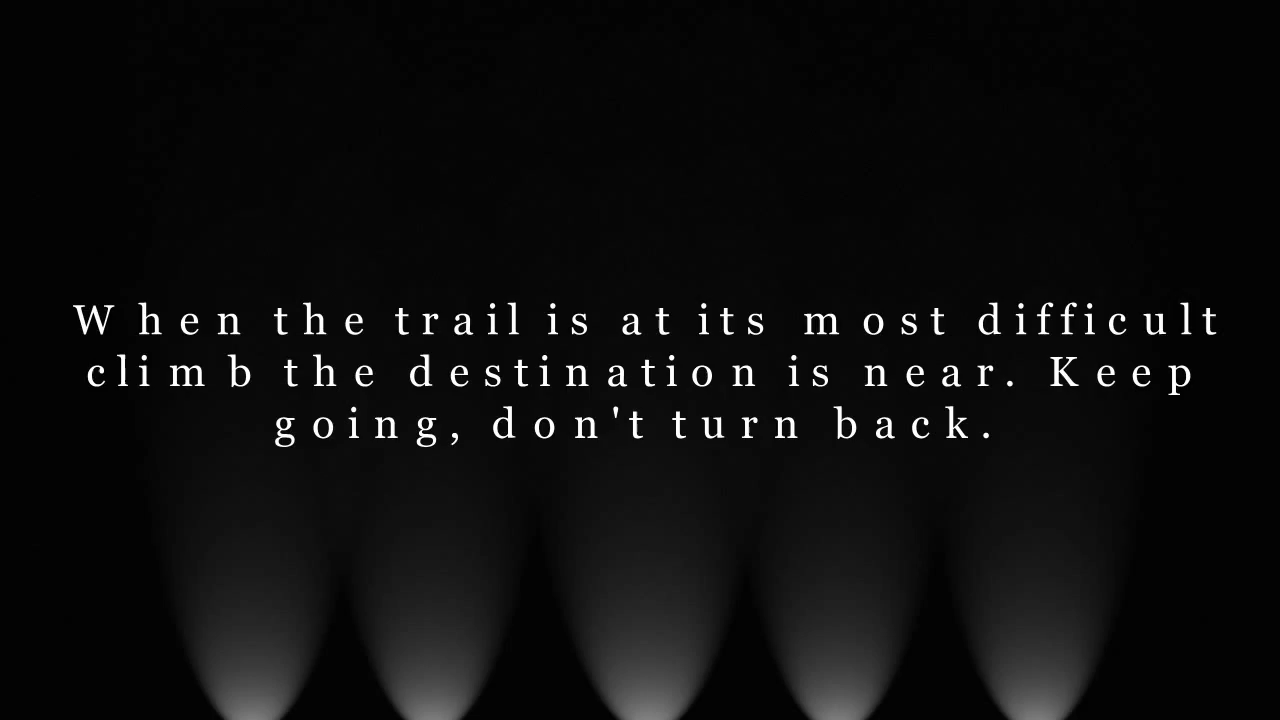 When the trail is at its most difficult
climb the destination is near. Keep
going, don't turn back.